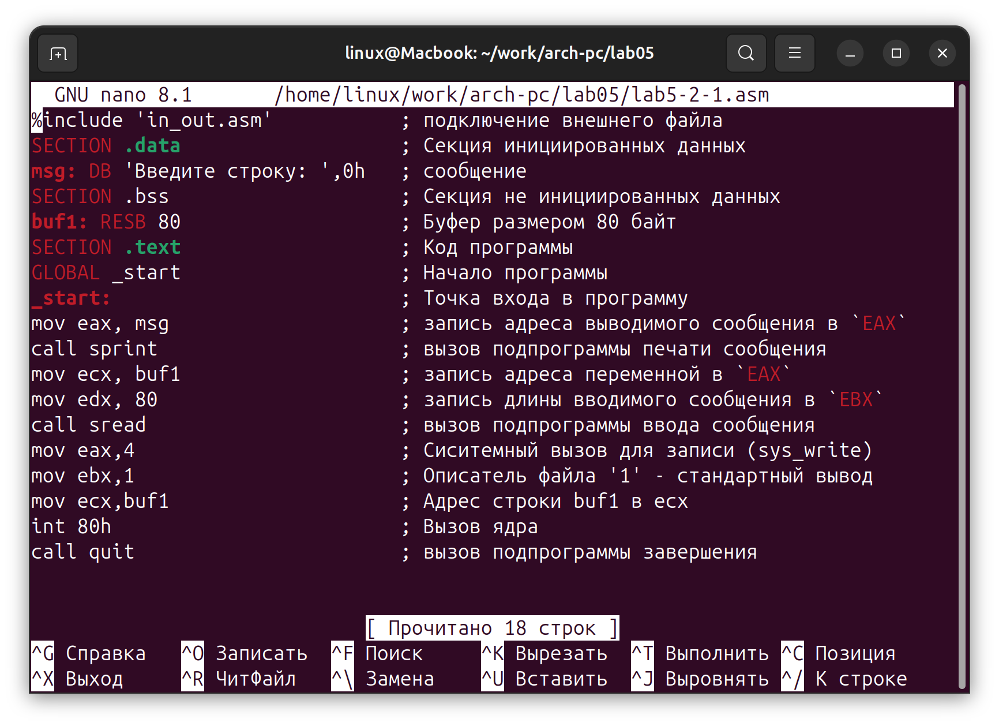 linux@Macbook: ~/work/arch-pc/lab05
GNU nano 8.1 /home/linux/work/arch-pc/lab05/lab5-2-1.asm
%include 'in_out.asm' ; подключение внешнего файла
SECTION .data ; Секция инициированных данных
msg: DB 'Введите строку: ',0h ; сообщение
SECTION .bss ; Секция не инициированных данных
buf1: RESB 80 ; Буфер размером 80 байт
SECTION .text ; Код программы
GLOBAL _start ; Начало программы
_start: ; Точка входа в программу
mov eax, msg ; запись адреса выводимого сообщения в `EAX`
call sprint ; вызов подпрограммы печати сообщения
mov ecx, buf1 ; запись адреса переменной в `EAX`
mov edx, 80 ; запись длины вводимого сообщения в `EBX`
call sread ; вызов подпрограммы ввода сообщения
mov eax,4 ; Сиситемный вызов для записи (sys_write)
mov ebx,1 ; Описатель файла '1' - стандартный вывод
mov ecx,buf1 ; Адрес строки buf1 в ecx
int 80h ; Вызов ядра
call quit ; вызов подпрограммы завершения
[ Прочитано 18 строк ]
^G Справка ^O Записать ^F Поиск ^K Вырезать ^T Выполнить ^C Позиция
^X Выход ^R ЧитФайл ^\ Замена ^U Вставить ^J Выровнять ^/ К строке